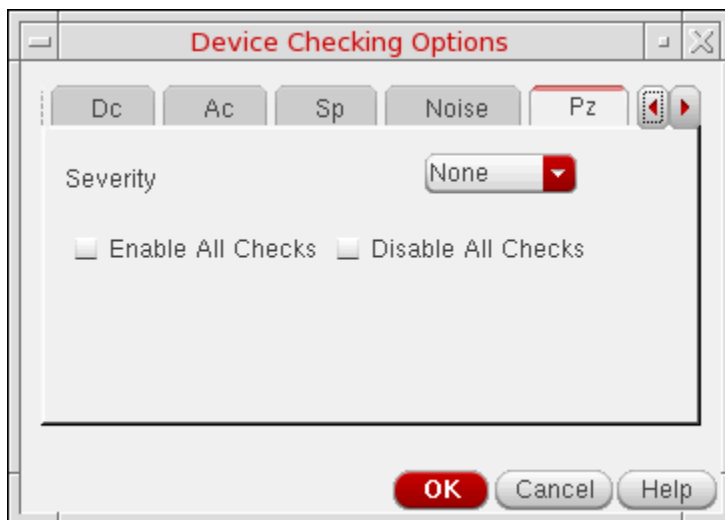 Device Checking Options
Dc Ac Sp Noise Pz
Severity None
Enable All Checks Disable All Checks
OK Cancel Help